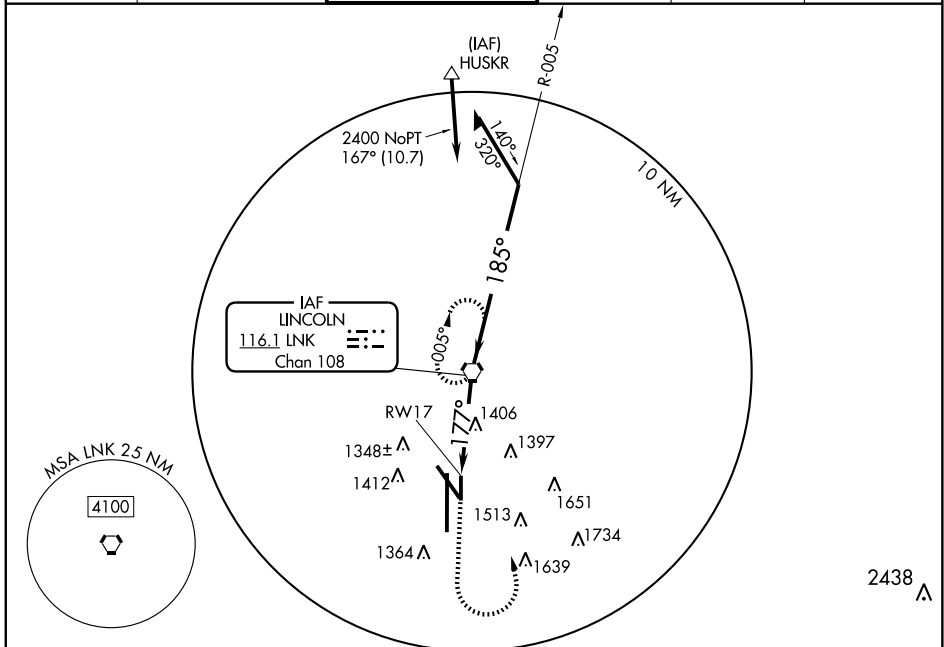 (IAF)
HUSKR
R-005
2400 NoPT
167° (10.7)
140°
320°
10 NM
185°
IAF
LINCOLN
116.1 LNK
Chan 108
005°
RW17
177°
1406
1348±
1397
1412
1651
MSA LNK 25 NM
4100
1513
1734
1364
1639
2438